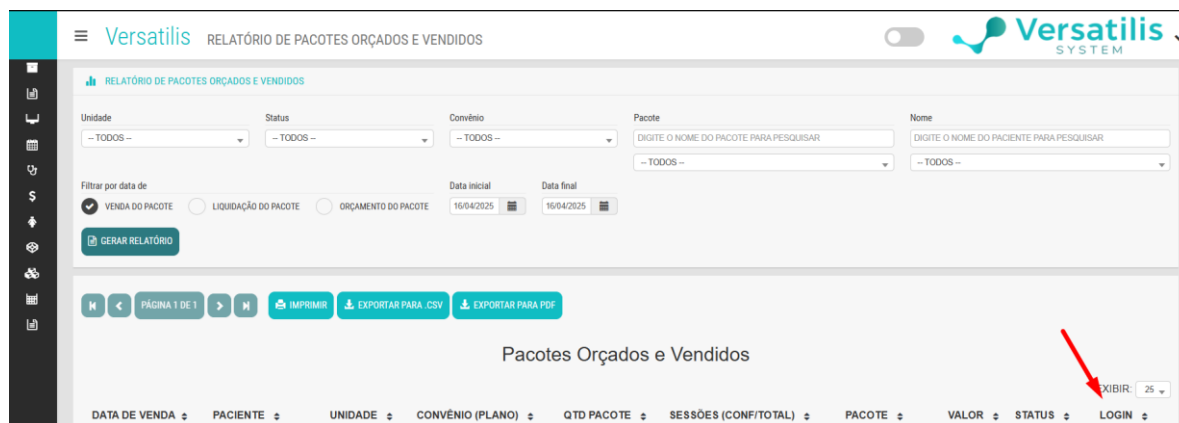 Versatilis RELATÓRIO DE PACOTES ORÇADOS E VENDIDOS
Versatilis
SYSTEM
RELATÓRIO DE PACOTES ORÇADOS E VENDIDOS
Unidade Status Convênio Pacote Nome
-- TODOS -- -- TODOS -- -- TODOS -- DIGITE O NOME DO PACOTE PARA PESQUISAR DIGITE O NOME DO PACIENTE PARA PESQUISAR
-- TODOS -- -- TODOS --
Filtrar por data de Data inicial Data final
VENDA DO PACOTE LIQUIDAÇÃO DO PACOTE ORÇAMENTO DO PACOTE 16/04/2025 16/04/2025
GERAR RELATÓRIO
PÁGINA 1 DE 1 IMPRIMIR EXPORTAR PARA .CSV EXPORTAR PARA PDF
Pacotes Orçados e Vendidos
EXIBIR: 25
DATA DE VENDA PACIENTE UNIDADE CONVÊNIO (PLANO) QTD PACOTE SESSÕES (CONF/TOTAL) PACOTE VALOR STATUS LOGIN